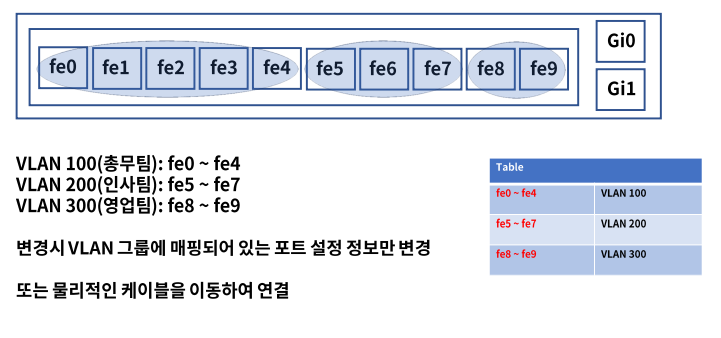 fe0 fe1 fe2 fe3 fe4 fe5 fe6 fe7 fe8 fe9
Gi0
Gi1
VLAN 100(총무팀): fe0 ~ fe4
VLAN 200(인사팀): fe5 ~ fe7
VLAN 300(영업팀): fe8 ~ fe9
변경시 VLAN 그룹에 매핑되어 있는 포트 설정 정보만 변경
또는 물리적인 케이블을 이동하여 연결
Table
fe0 ~ fe4 VLAN 100
fe5 ~ fe7 VLAN 200
fe8 ~ fe9 VLAN 300